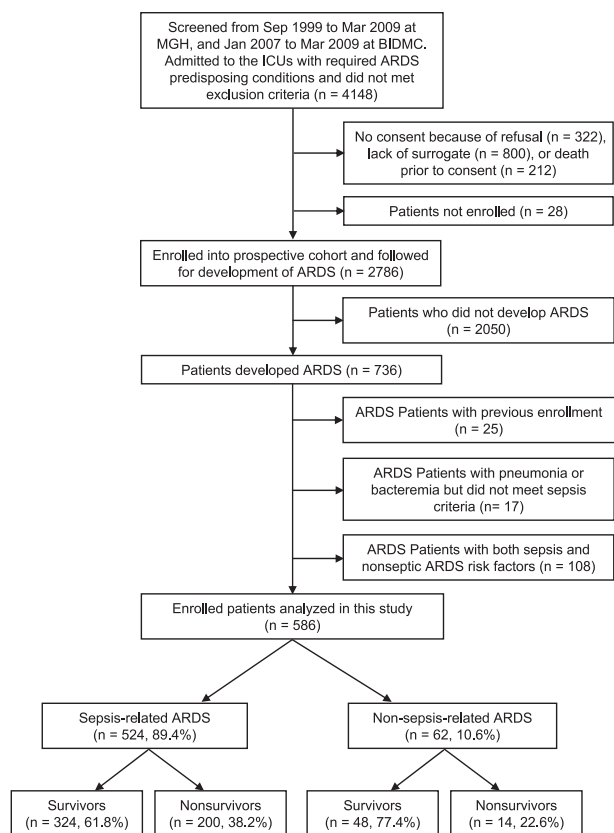 Screened from Sep 1999 to Mar 2009 at
MGH, and Jan 2007 to Mar 2009 at BIDMC.
Admitted to the ICUs with required ARDS
predisposing conditions and did not met
exclusion criteria (n = 4148)
No consent because of refusal (n = 322),
lack of surrogate (n = 800), or death
prior to consent (n = 212)
Patients not enrolled (n = 28)
Enrolled into prospective cohort and followed
for development of ARDS (n = 2786)
Patients who did not develop ARDS
(n = 2050)
Patients developed ARDS (n = 736)
ARDS Patients with previous enrollment
(n = 25)
ARDS Patients with pneumonia or
bacteremia but did not meet sepsis
criteria (n= 17)
ARDS Patients with both sepsis and
nonseptic ARDS risk factors (n = 108)
Enrolled patients analyzed in this study
(n = 586)
Sepsis-related ARDS
(n = 524, 89.4%)
Non-sepsis-related ARDS
(n = 62, 10.6%)
Survivors
(n = 324, 61.8%)
Nonsurvivors
(n = 200, 38.2%)
Survivors
(n = 48, 77.4%)
Nonsurvivors
(n = 14, 22.6%)